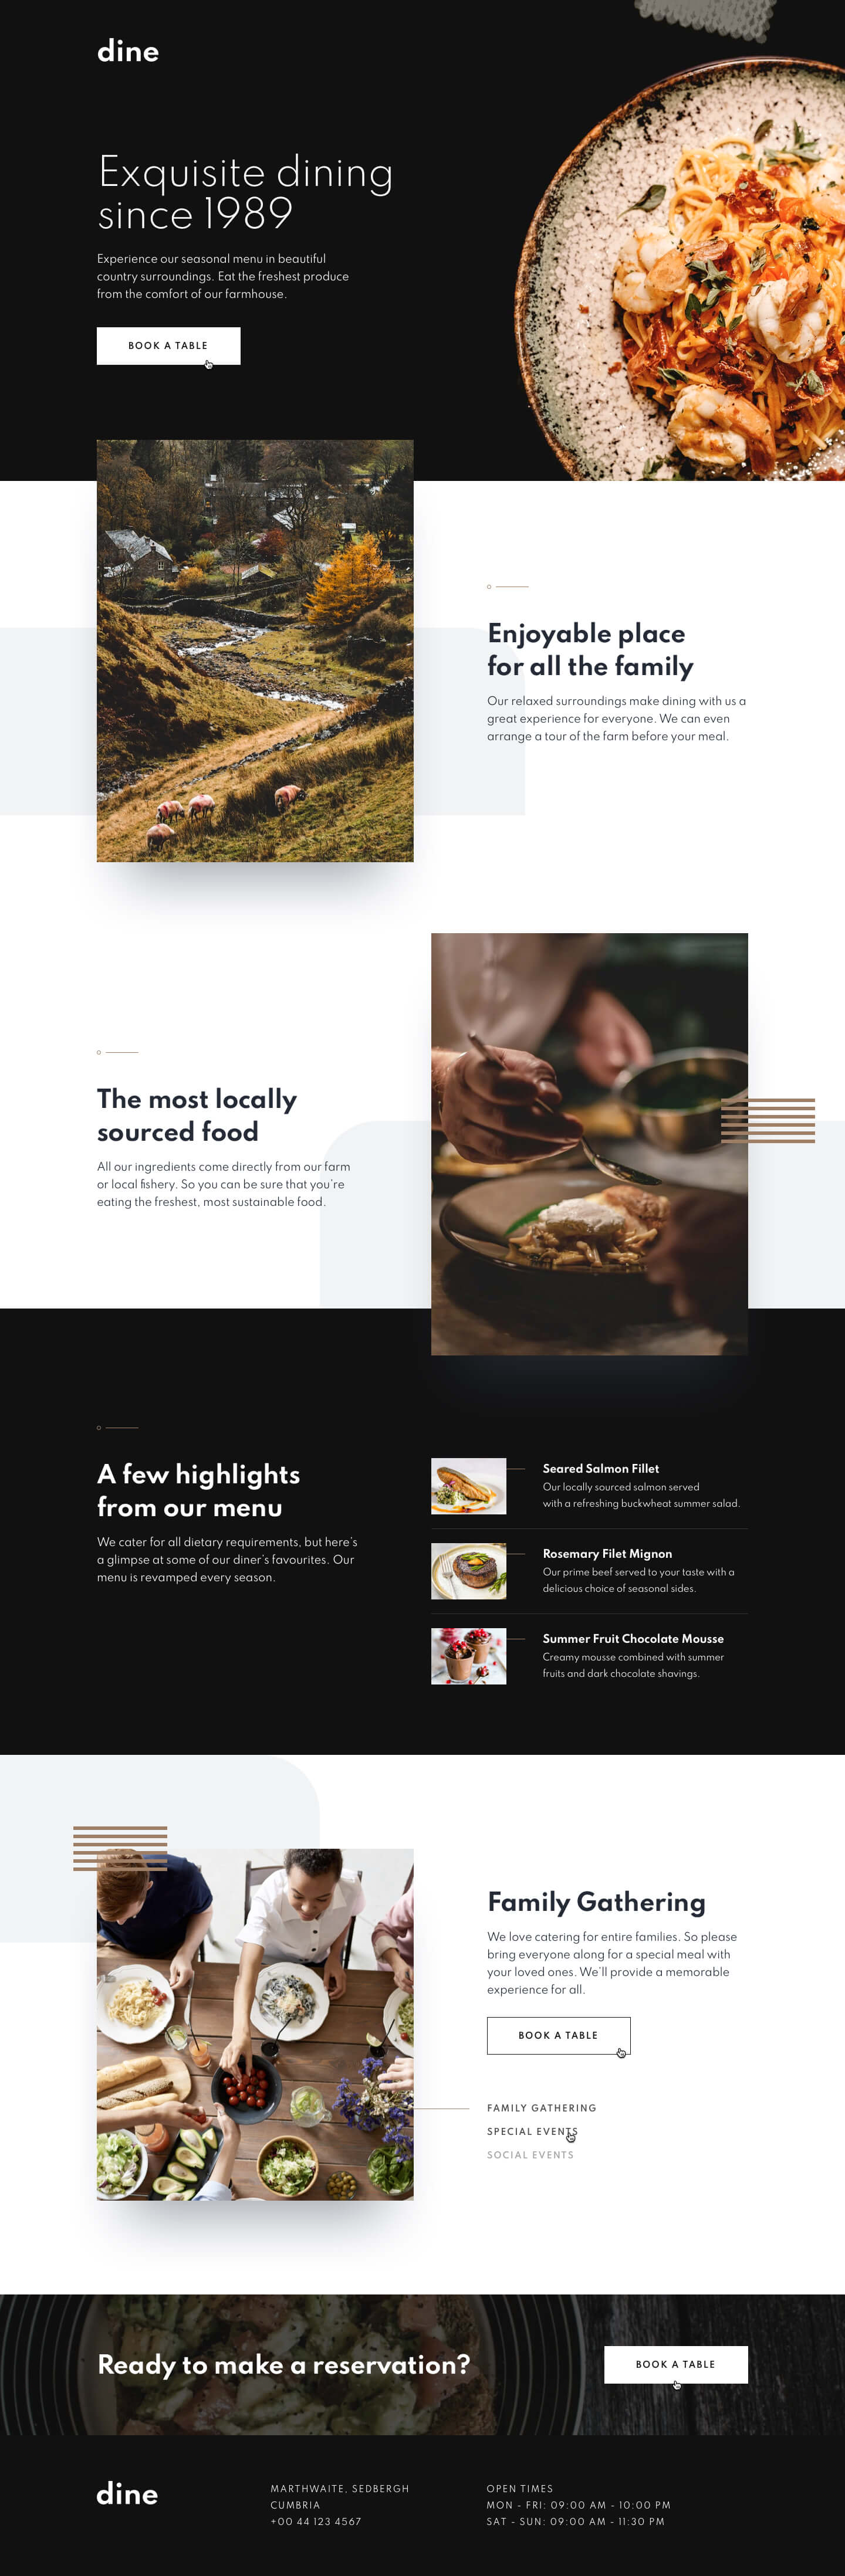 dine
Exquisite dining
since 1989
Experience our seasonal menu in beautiful
country surroundings. Eat the freshest produce
from the comfort of our farmhouse.
BOOK A TABLE
Enjoyable place
for all the family
Our relaxed surroundings make dining with us a
great experience for everyone. We can even
arrange a tour of the farm before your meal.
The most locally
sourced food
All our ingredients come directly from our farm
or local fishery. So you can be sure that you're
eating the freshest, most sustainable food.
A few highlights
from our menu
We cater for all dietary requirements, but here's
a glimpse at some of our diner's favourites. Our
menu is revamped every season.
Seared Salmon Fillet
Our locally sourced salmon served
with a refreshing buckwheat summer salad.
Rosemary Filet Mignon
Our prime beef served to your taste with a
delicious choice of seasonal sides.
Summer Fruit Chocolate Mousse
Creamy mousse combined with summer
fruits and dark chocolate shavings.
Family Gathering
We love catering for entire families. So please
bring everyone along for a special meal with
your loved ones. We'll provide a memorable
experience for all.
BOOK A TABLE
FAMILY GATHERING
SPECIAL EVENTS
SOCIAL EVENTS
Ready to make a reservation?
BOOK A TABLE
dine
MARTHWAITE, SEDBERGH
CUMBRIA
+00 44 123 4567
OPEN TIMES
MON - FRI: 09:00 AM - 10:00 PM
SAT - SUN: 09:00 AM - 11:30 PM